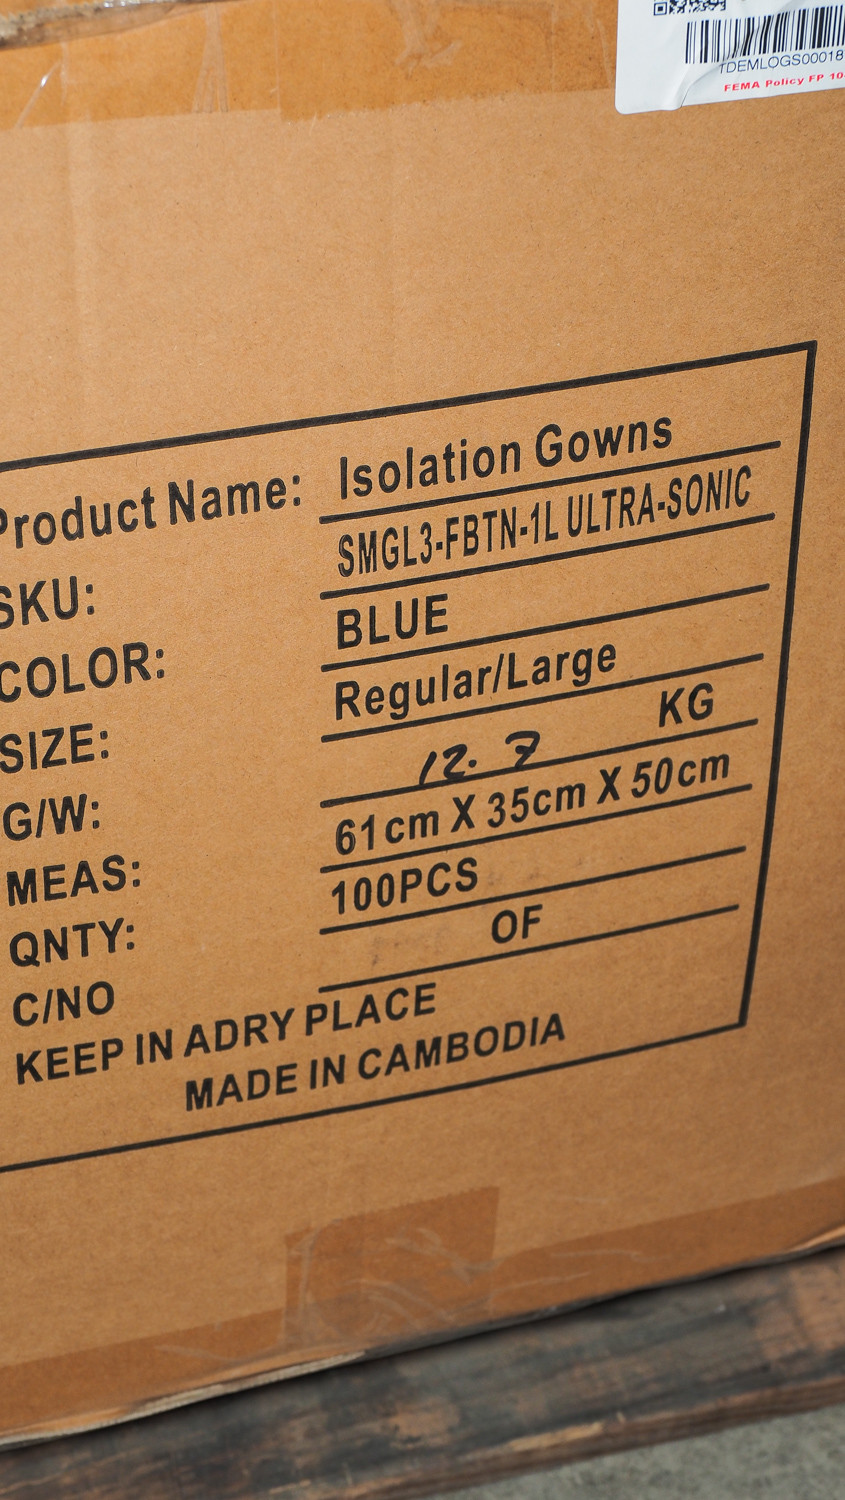 TDEMLOGS00018
FEMA Policy FP 10
Product Name: Isolation Gowns
SKU: SMGL3-FBTN-1L ULTRA-SONIC
COLOR: BLUE
SIZE: Regular/Large
G/W: 12.7 KG
MEAS: 61cm X 35cm X 50cm
QNTY: 100PCS
C/NO OF
KEEP IN A DRY PLACE
MADE IN CAMBODIA